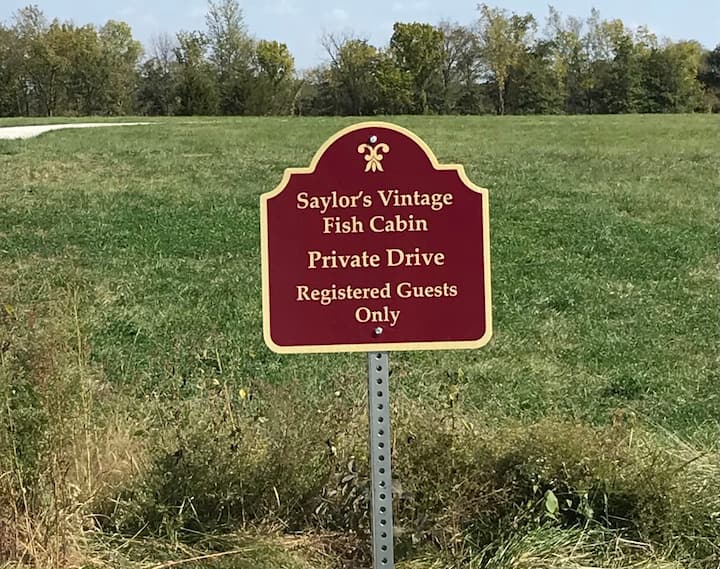 Saylor's Vintage
Fish Cabin
Private Drive
Registered Guests
Only